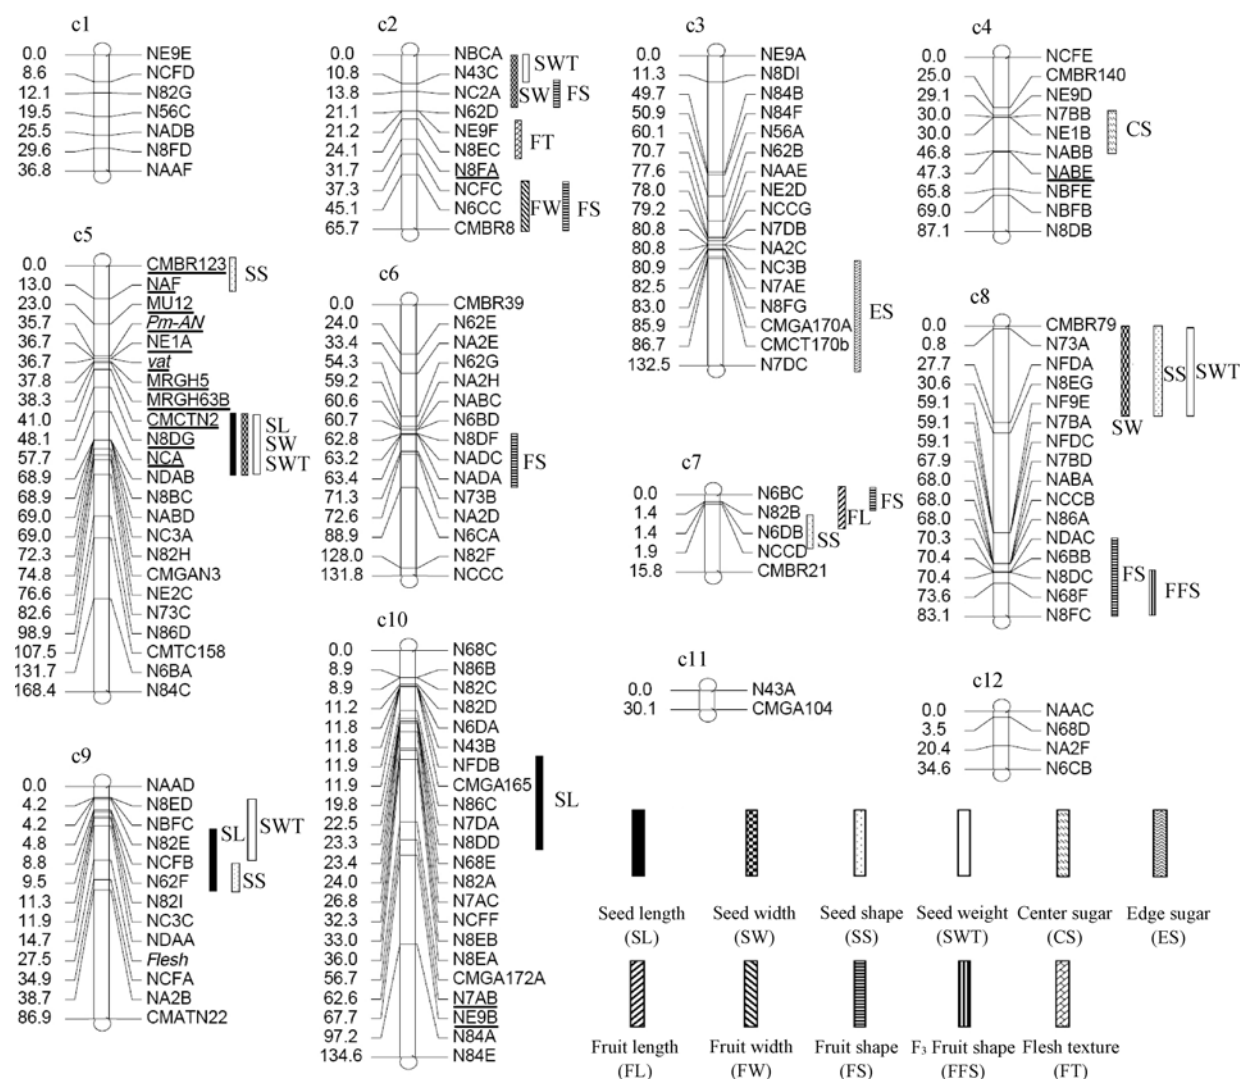 c1
0.0 NE9E
8.6 NCFD
12.1 N82G
19.5 N56C
25.5 NADB
29.6 N8FD
36.8 NAAF
c2
0.0 NBCA
10.8 N43C
13.8 NC2A
21.1 N62D
21.2 NE9F
24.1 N8EC
31.7 N8FA
37.3 NCFC
45.1 N6CC
65.7 CMBR8
SWT
SW FS
FT
FW FS
c3
0.0 NE9A
11.3 N8DI
49.7 N84B
50.9 N84F
60.1 N56A
70.7 N62B
77.6 NAAE
78.0 NE2D
79.2 NCCG
80.8 N7DB
80.8 NA2C
80.9 NC3B
82.5 N7AE
83.0 N8FG
85.9 CMGA170A
86.7 CMCT170b
132.5 N7DC
ES
c4
0.0 NCFE
25.0 CMBR140
29.1 NE9D
30.0 N7BB
30.0 NE1B
46.8 NABB
47.3 NABE
65.8 NBFE
69.0 NBFB
87.1 N8DB
CS
c5
0.0 CMBR123
13.0 NAF
23.0 MU12
35.7 Pm-AN
36.7 NE1A
36.7 vat
37.8 MRGH5
38.3 MRGH63B
41.0 CMCTN2
48.1 N8DG
57.7 NCA
68.9 NDAB
68.9 N8BC
69.0 NABD
69.0 NC3A
72.3 N82H
74.8 CMGAN3
76.6 NE2C
82.6 N73C
98.9 N86D
107.5 CMTC158
131.7 N6BA
168.4 N84C
SS
SL
SW
SWT
c6
0.0 CMBR39
24.0 N62E
33.4 NA2E
54.3 N62G
59.2 NA2H
60.6 NABC
60.7 N6BD
62.8 N8DF
63.2 NADC
63.4 NADA
71.3 N73B
72.6 NA2D
88.9 N6CA
128.0 N82F
131.8 NCCC
FS
c7
0.0 N6BC
1.4 N82B
1.4 N6DB
1.9 NCCD
15.8 CMBR21
FS
FL
SS
c8
0.0 CMBR79
0.8 N73A
27.7 NFDA
30.6 N8EG
59.1 NF9E
59.1 N7BA
59.1 NFDC
67.9 N7BD
68.0 NABA
68.0 NCCB
68.0 N86A
70.3 NDAC
70.4 N6BB
70.4 N8DC
73.6 N68F
83.1 N8FC
SS SWT
SW
FS
FFS
c9
0.0 NAAD
4.2 N8ED
4.2 NBFC
4.8 N82E
8.8 NCFB
9.5 N62F
11.3 N82I
11.9 NC3C
14.7 NDAA
27.5 Flesh
34.9 NCFA
38.7 NA2B
86.9 CMATN22
SL SWT
SS
c10
0.0 N68C
8.9 N86B
8.9 N82C
11.2 N82D
11.8 N6DA
11.8 N43B
11.9 NFDB
11.9 CMGA165
19.8 N86C
22.5 N7DA
23.3 N8DD
23.4 N68E
24.0 N82A
26.8 N7AC
32.3 NCFF
33.0 N8EB
36.0 N8EA
56.7 CMGA172A
62.6 N7AB
67.7 NE9B
97.2 N84A
134.6 N84E
SL
c11
0.0 N43A
30.1 CMGA104
c12
0.0 NAAC
3.5 N68D
20.4 NA2F
34.6 N6CB
Seed length Seed width Seed shape Seed weight Center sugar Edge sugar
(SL) (SW) (SS) (SWT) (CS) (ES)
Fruit length Fruit width Fruit shape F₃ Fruit shape Flesh texture
(FL) (FW) (FS) (FFS) (FT)